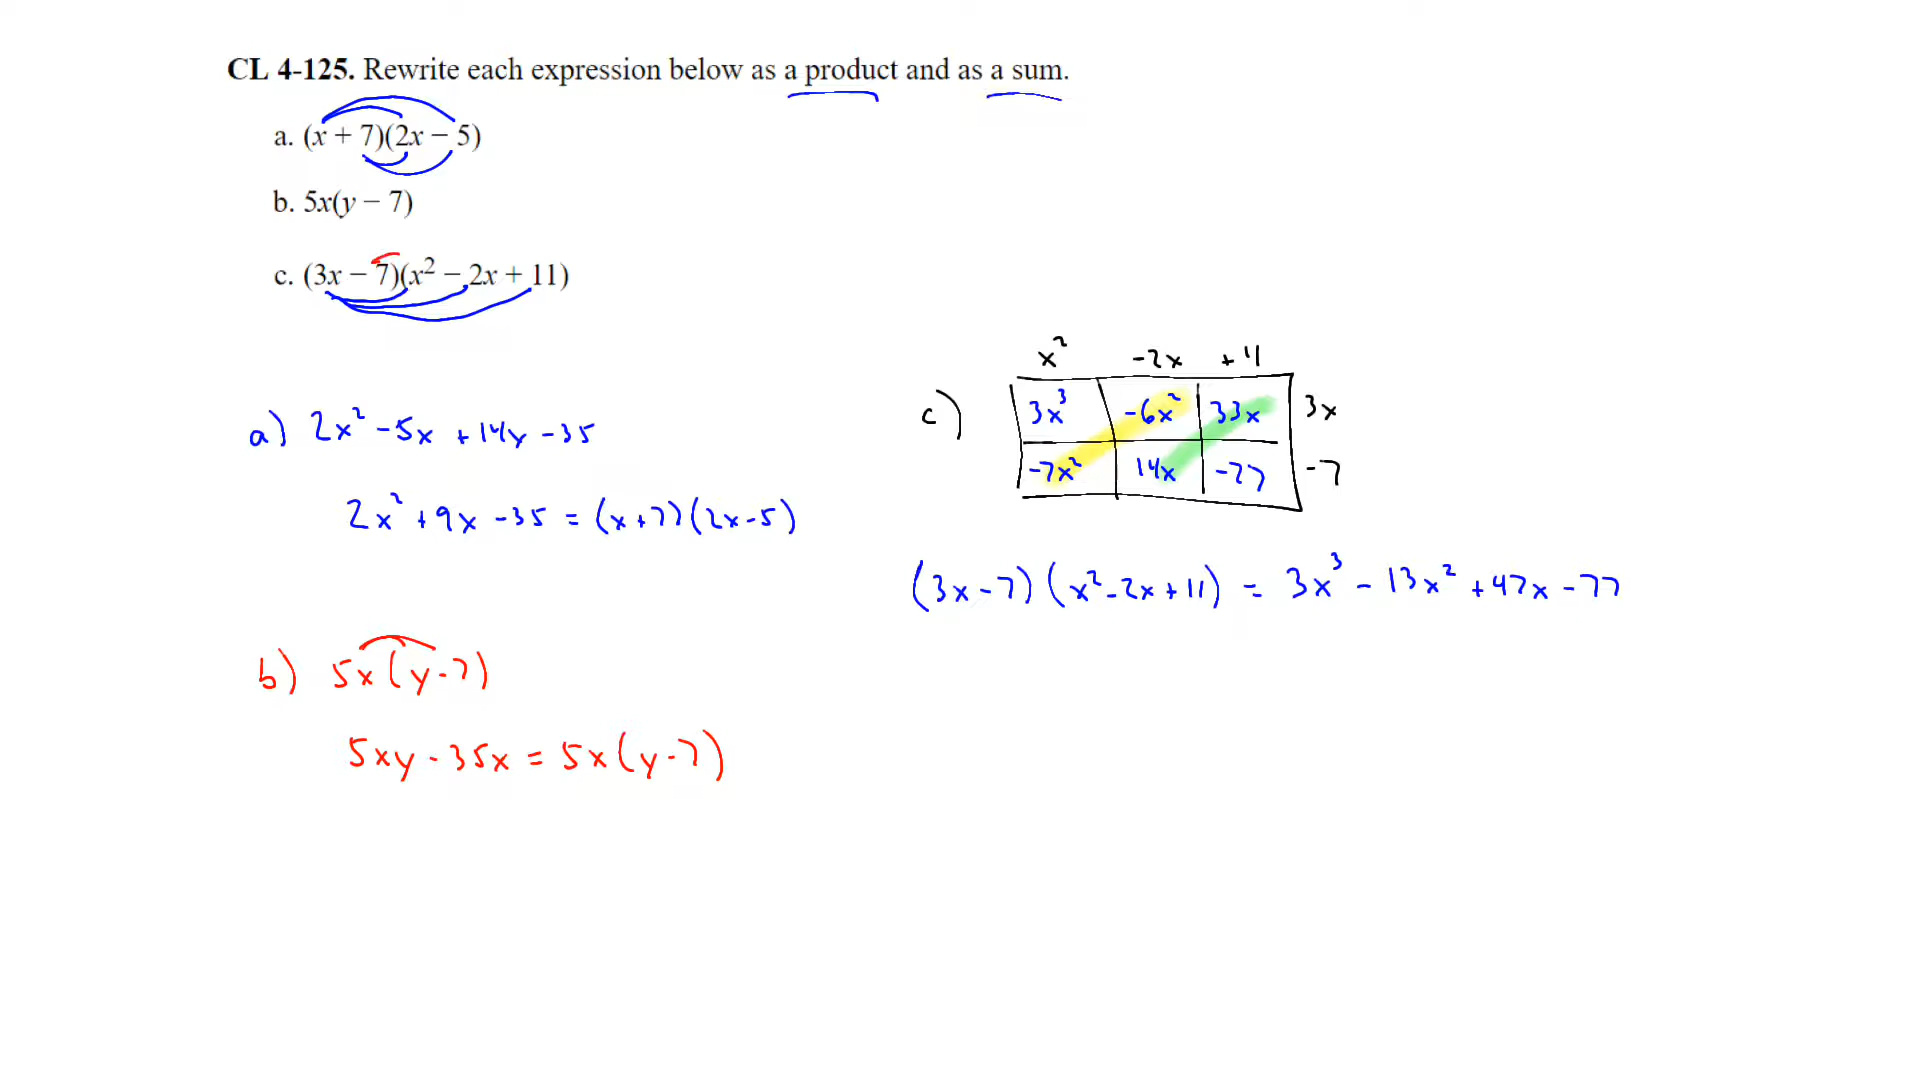 CL 4-125. Rewrite each expression below as a product and as a sum.
a. (x + 7)(2x − 5)
b. 5x(y − 7)
c. (3x − 7)(x² − 2x + 11)
a) 2x² - 5x + 14x - 35
2x² + 9x - 35 = (x+7)(2x-5)
b) 5x(y-7)
5xy - 35x = 5x(y-7)
x² -2x +11
c) 3x³ -6x² 33x 3x
-7x² 14x -77 -7
(3x-7)(x²-2x+11) = 3x³ - 13x² + 47x - 77